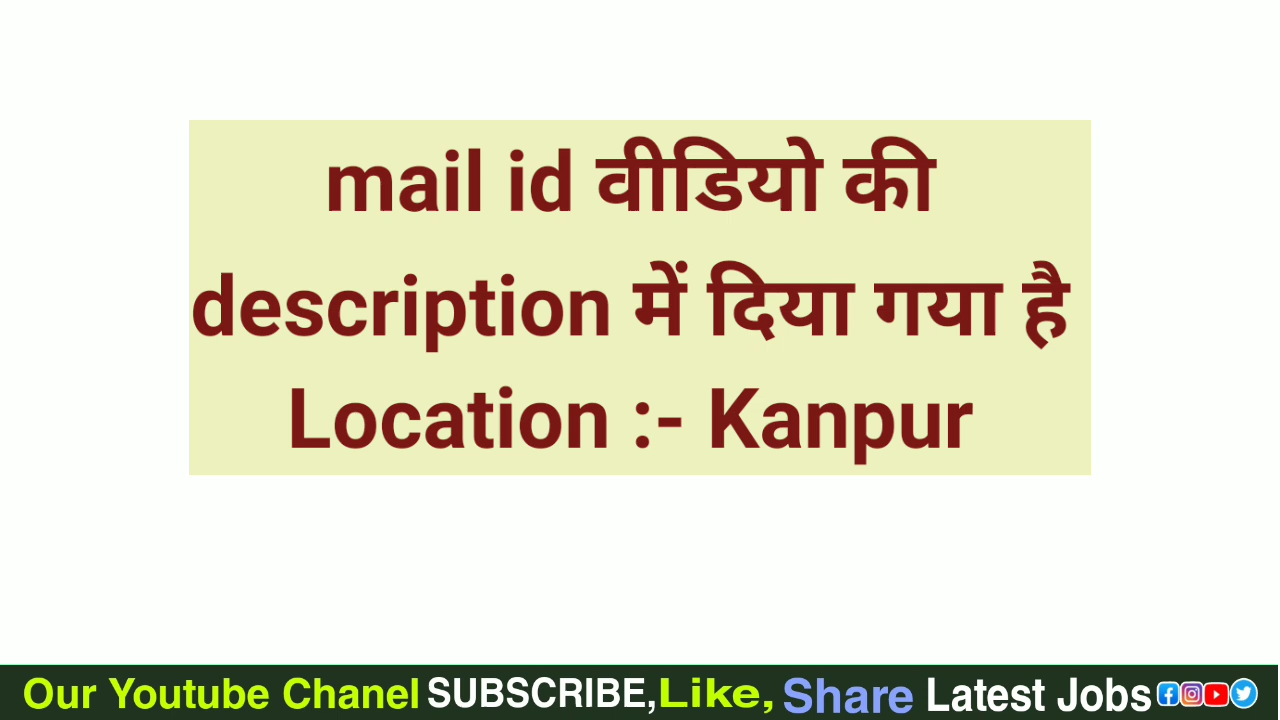 mail id वीडियो की
description में दिया गया है
Location :- Kanpur
Our Youtube Chanel SUBSCRIBE, Like, Share Latest Jobs